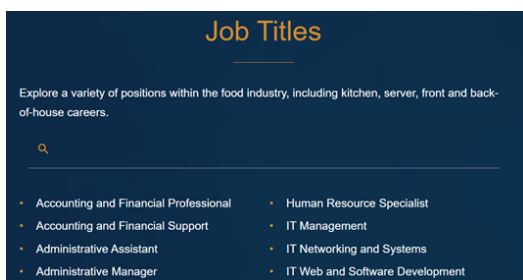 Job Titles
Explore a variety of positions within the food industry, including kitchen, server, front and back-
of-house careers.
• Accounting and Financial Professional
• Accounting and Financial Support
• Administrative Assistant
• Administrative Manager
• Human Resource Specialist
• IT Management
• IT Networking and Systems
• IT Web and Software Development